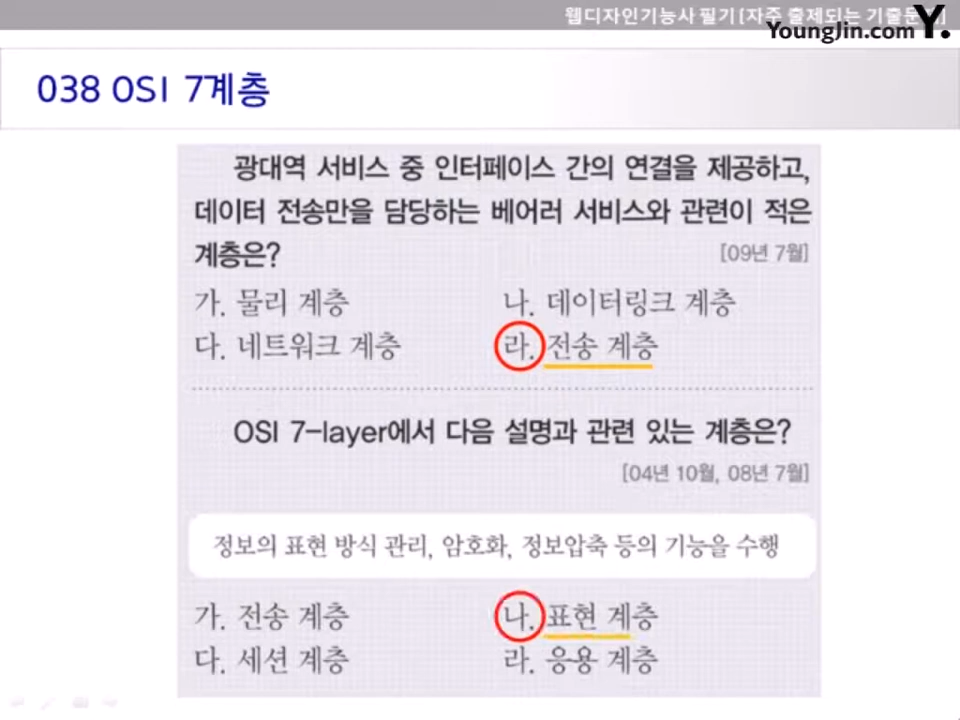 웹디자인기능사 필기 [자주 출제되는 기출문제]
YoungJin.com Y.
038 OSI 7계층
광대역 서비스 중 인터페이스 간의 연결을 제공하고,
데이터 전송만을 담당하는 베어러 서비스와 관련이 적은
계층은? [09년 7월]
가. 물리 계층 나. 데이터링크 계층
다. 네트워크 계층 라. 전송 계층
OSI 7-layer에서 다음 설명과 관련 있는 계층은?
[04년 10월, 08년 7월]
정보의 표현 방식 관리, 암호화, 정보압축 등의 기능을 수행
가. 전송 계층 나. 표현 계층
다. 세션 계층 라. 응용 계층